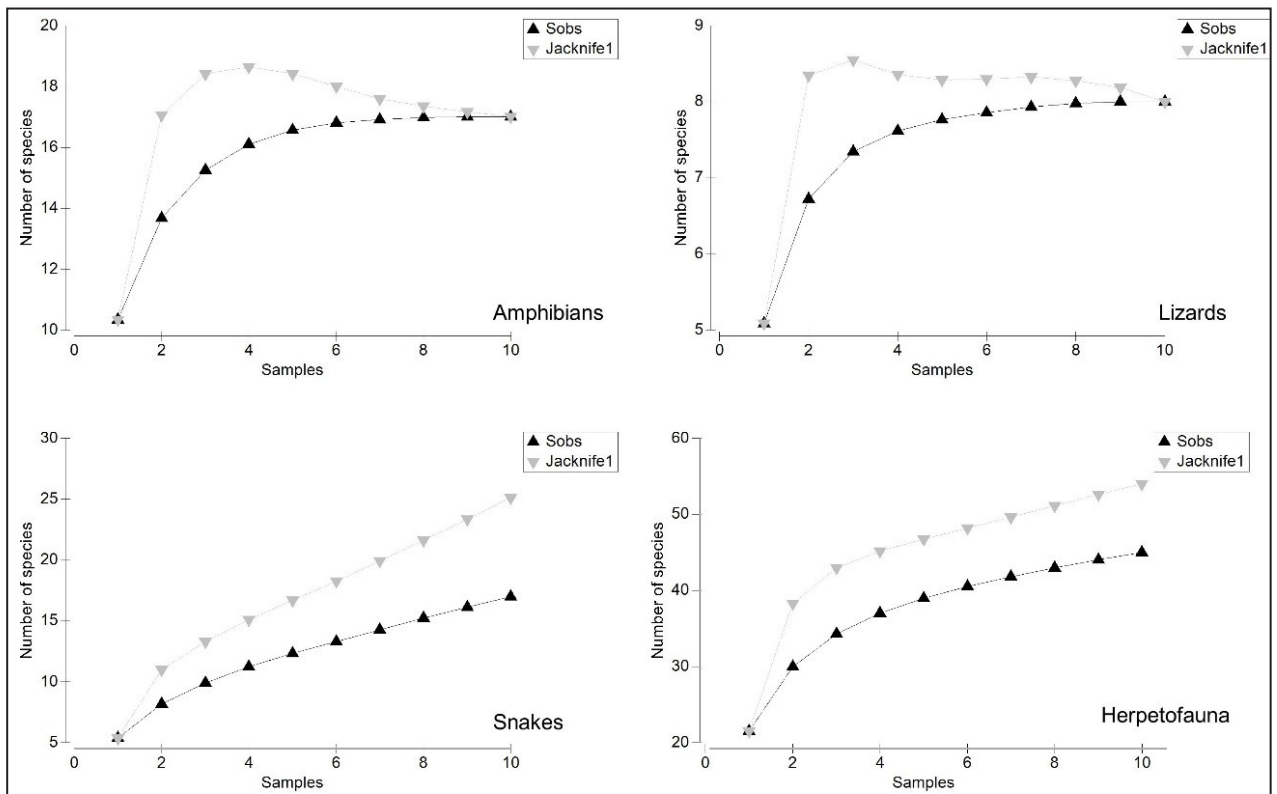 20
18
16
14
12
10
Number of species
Sobs
Jacknife1
Amphibians
0 2 4 6 8 10
Samples
9
8
7
6
5
Number of species
Sobs
Jacknife1
Lizards
0 2 4 6 8 10
Samples
30
25
20
15
10
5
Number of species
Sobs
Jacknife1
Snakes
0 2 4 6 8 10
Samples
60
50
40
30
20
Number of species
Sobs
Jacknife1
Herpetofauna
0 2 4 6 8 10
Samples